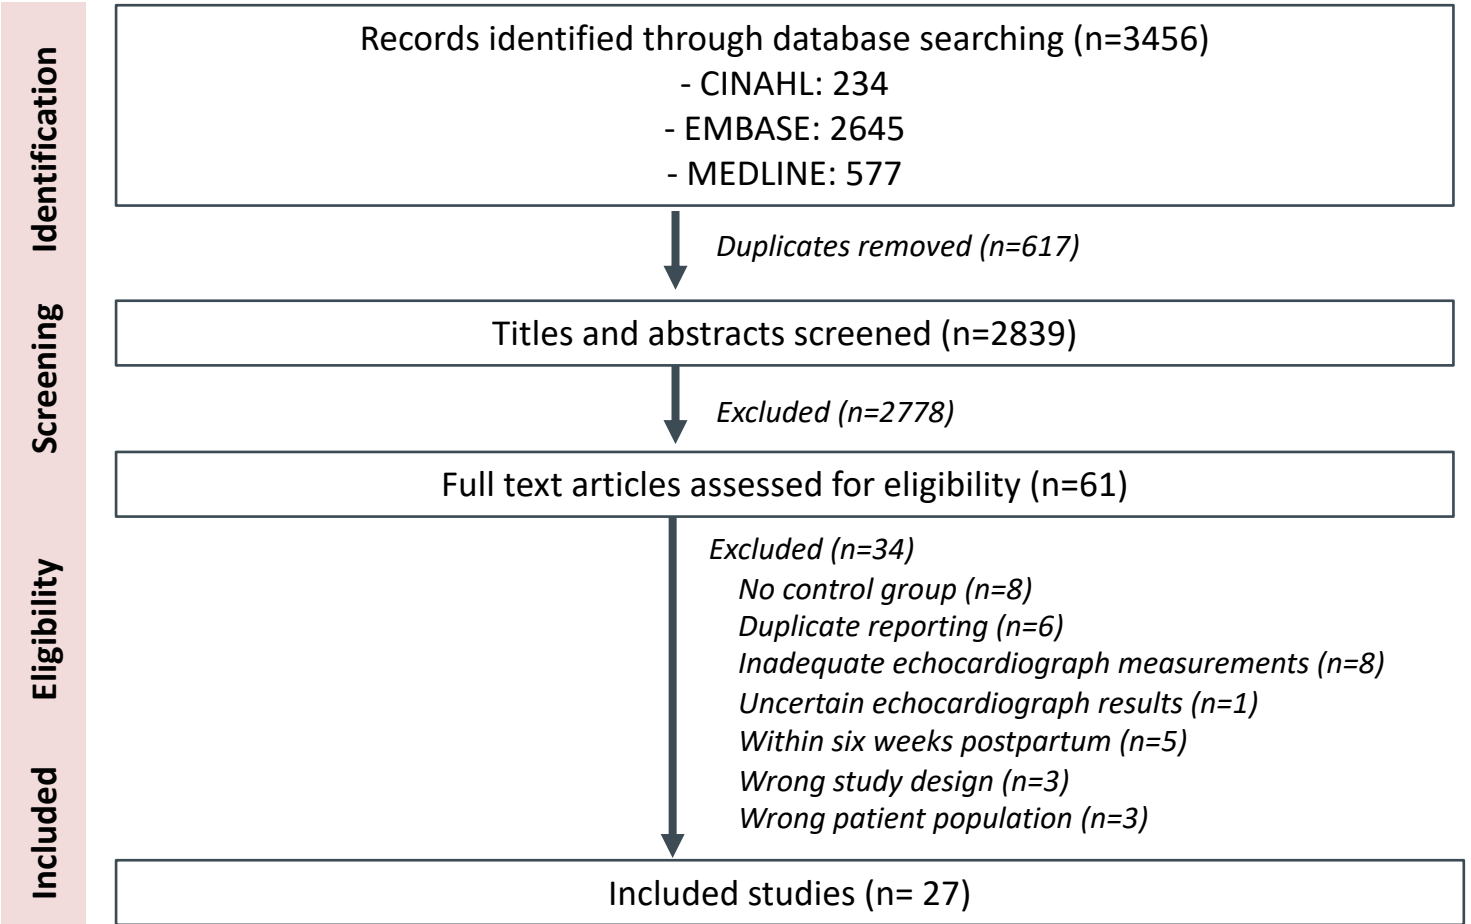 Identification
Records identified through database searching (n=3456)
- CINAHL: 234
- EMBASE: 2645
- MEDLINE: 577
Duplicates removed (n=617)
Screening
Titles and abstracts screened (n=2839)
Excluded (n=2778)
Full text articles assessed for eligibility (n=61)
Eligibility
Excluded (n=34)
No control group (n=8)
Duplicate reporting (n=6)
Inadequate echocardiograph measurements (n=8)
Uncertain echocardiograph results (n=1)
Within six weeks postpartum (n=5)
Wrong study design (n=3)
Wrong patient population (n=3)
Included
Included studies (n= 27)